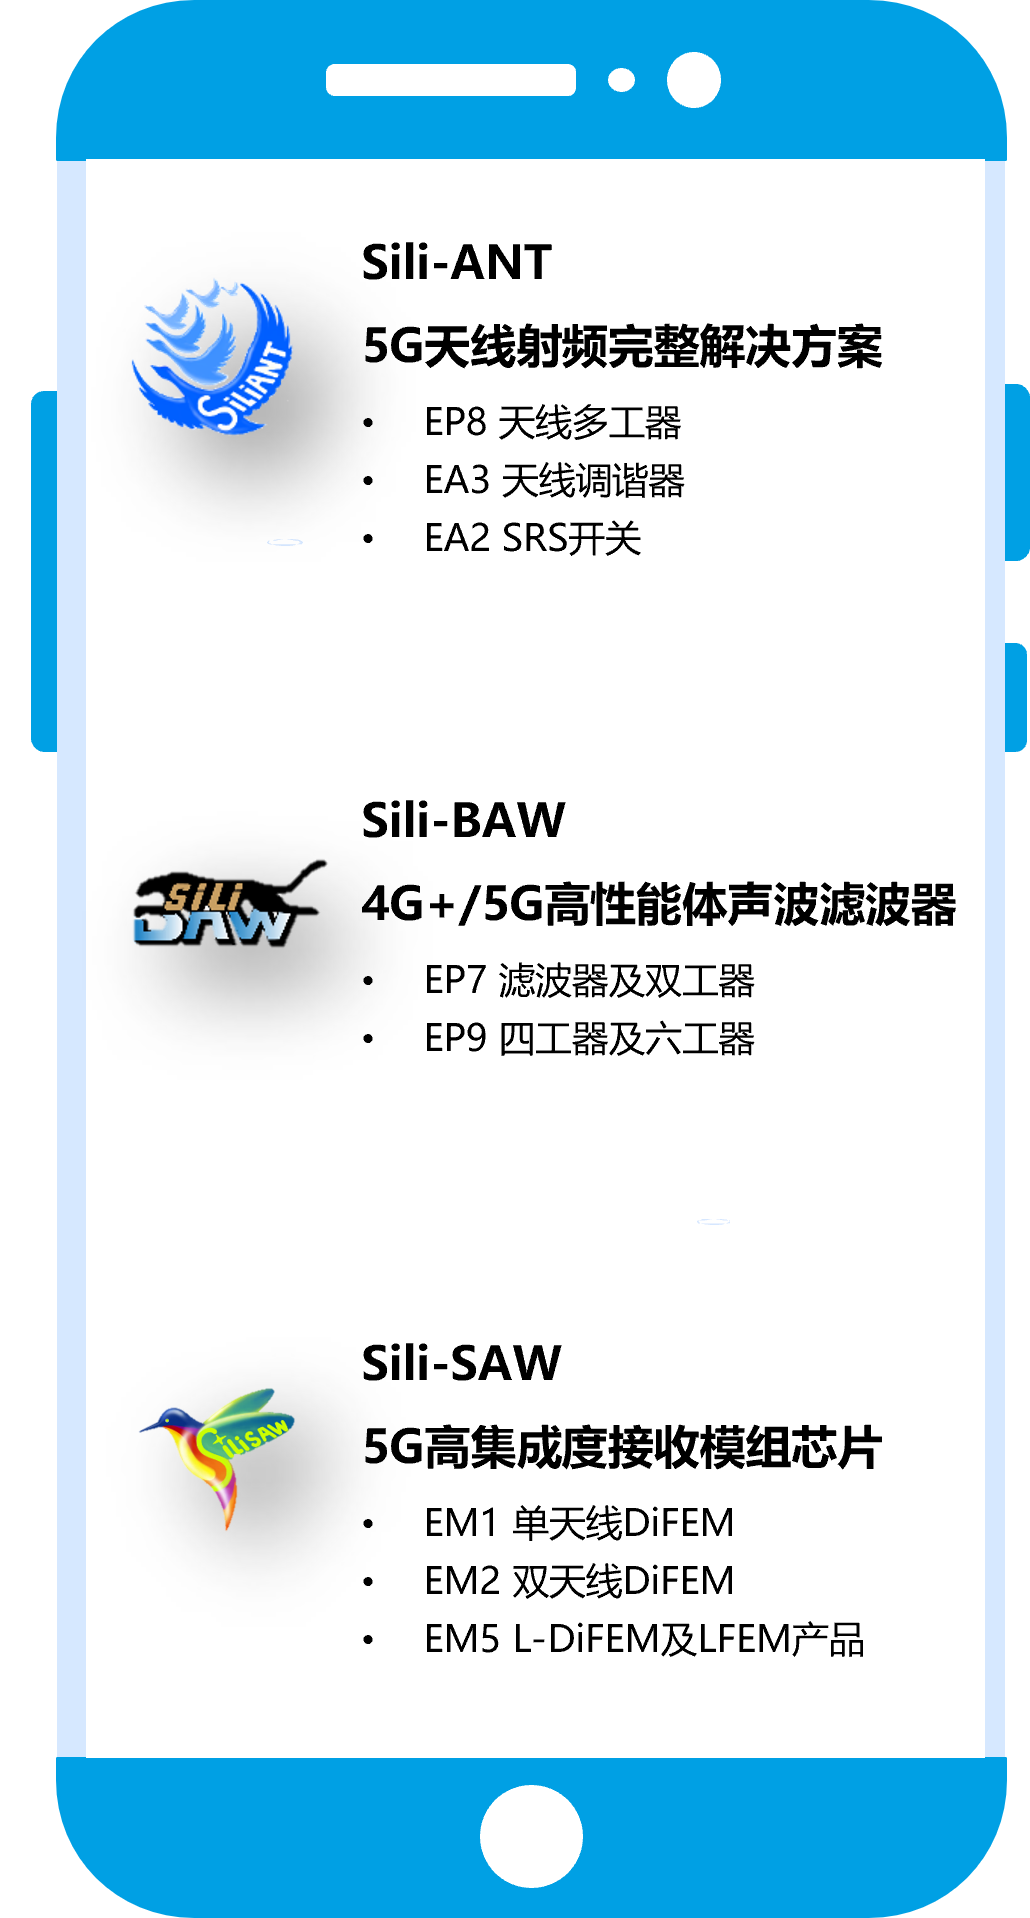 Sili-ANT
SiLiANT
5G天线射频完整解决方案
• EP8 天线多工器
• EA3 天线调谐器
• EA2 SRS开关
Sili-BAW
SiLi
BAW
4G+/5G高性能体声波滤波器
• EP7 滤波器及双工器
• EP9 四工器及六工器
Sili-SAW
SiLiSAW
5G高集成度接收模组芯片
• EM1 单天线DiFEM
• EM2 双天线DiFEM
• EM5 L-DiFEM及LFEM产品